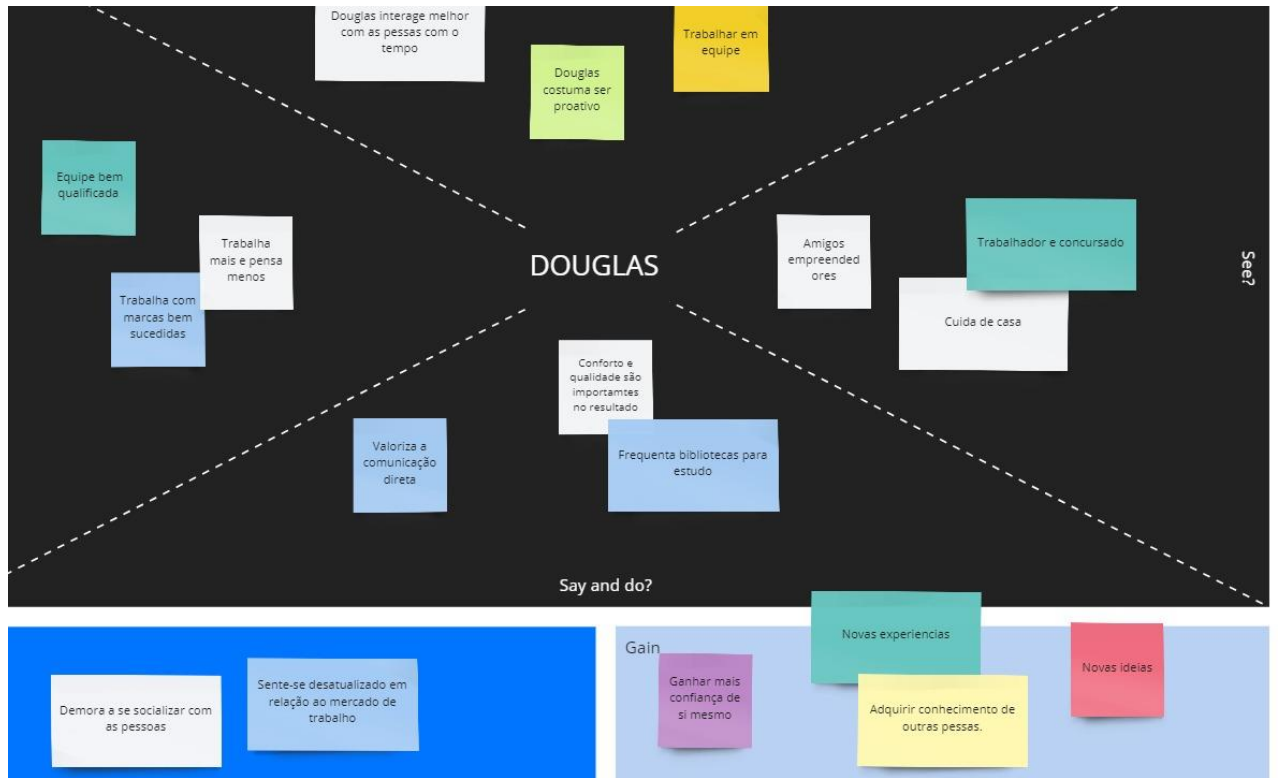 Douglas interage melhor
com as pessas com o
tempo
Douglas
costuma ser
proativo
Trabalhar em
equipe
Equipe bem
qualificada
Trabalha
mais e pensa
menos
Trabalha com
marcas bem
sucedidas
DOUGLAS
Amigos
empreended
ores
Trabalhador e concursado
Cuida de casa
See?
Conforto e
qualidade são
importamtes
no resultado
Valoriza a
comunicação
direta
Frequenta bibliotecas para
estudo
Say and do?
Demora a se socializar com
as pessoas
Sente-se desatualizado em
relação ao mercado de
trabalho
Gain
Ganhar mais
confiança de
si mesmo
Novas experiencias
Adquirir conhecimento de
outras pessas.
Novas ideias